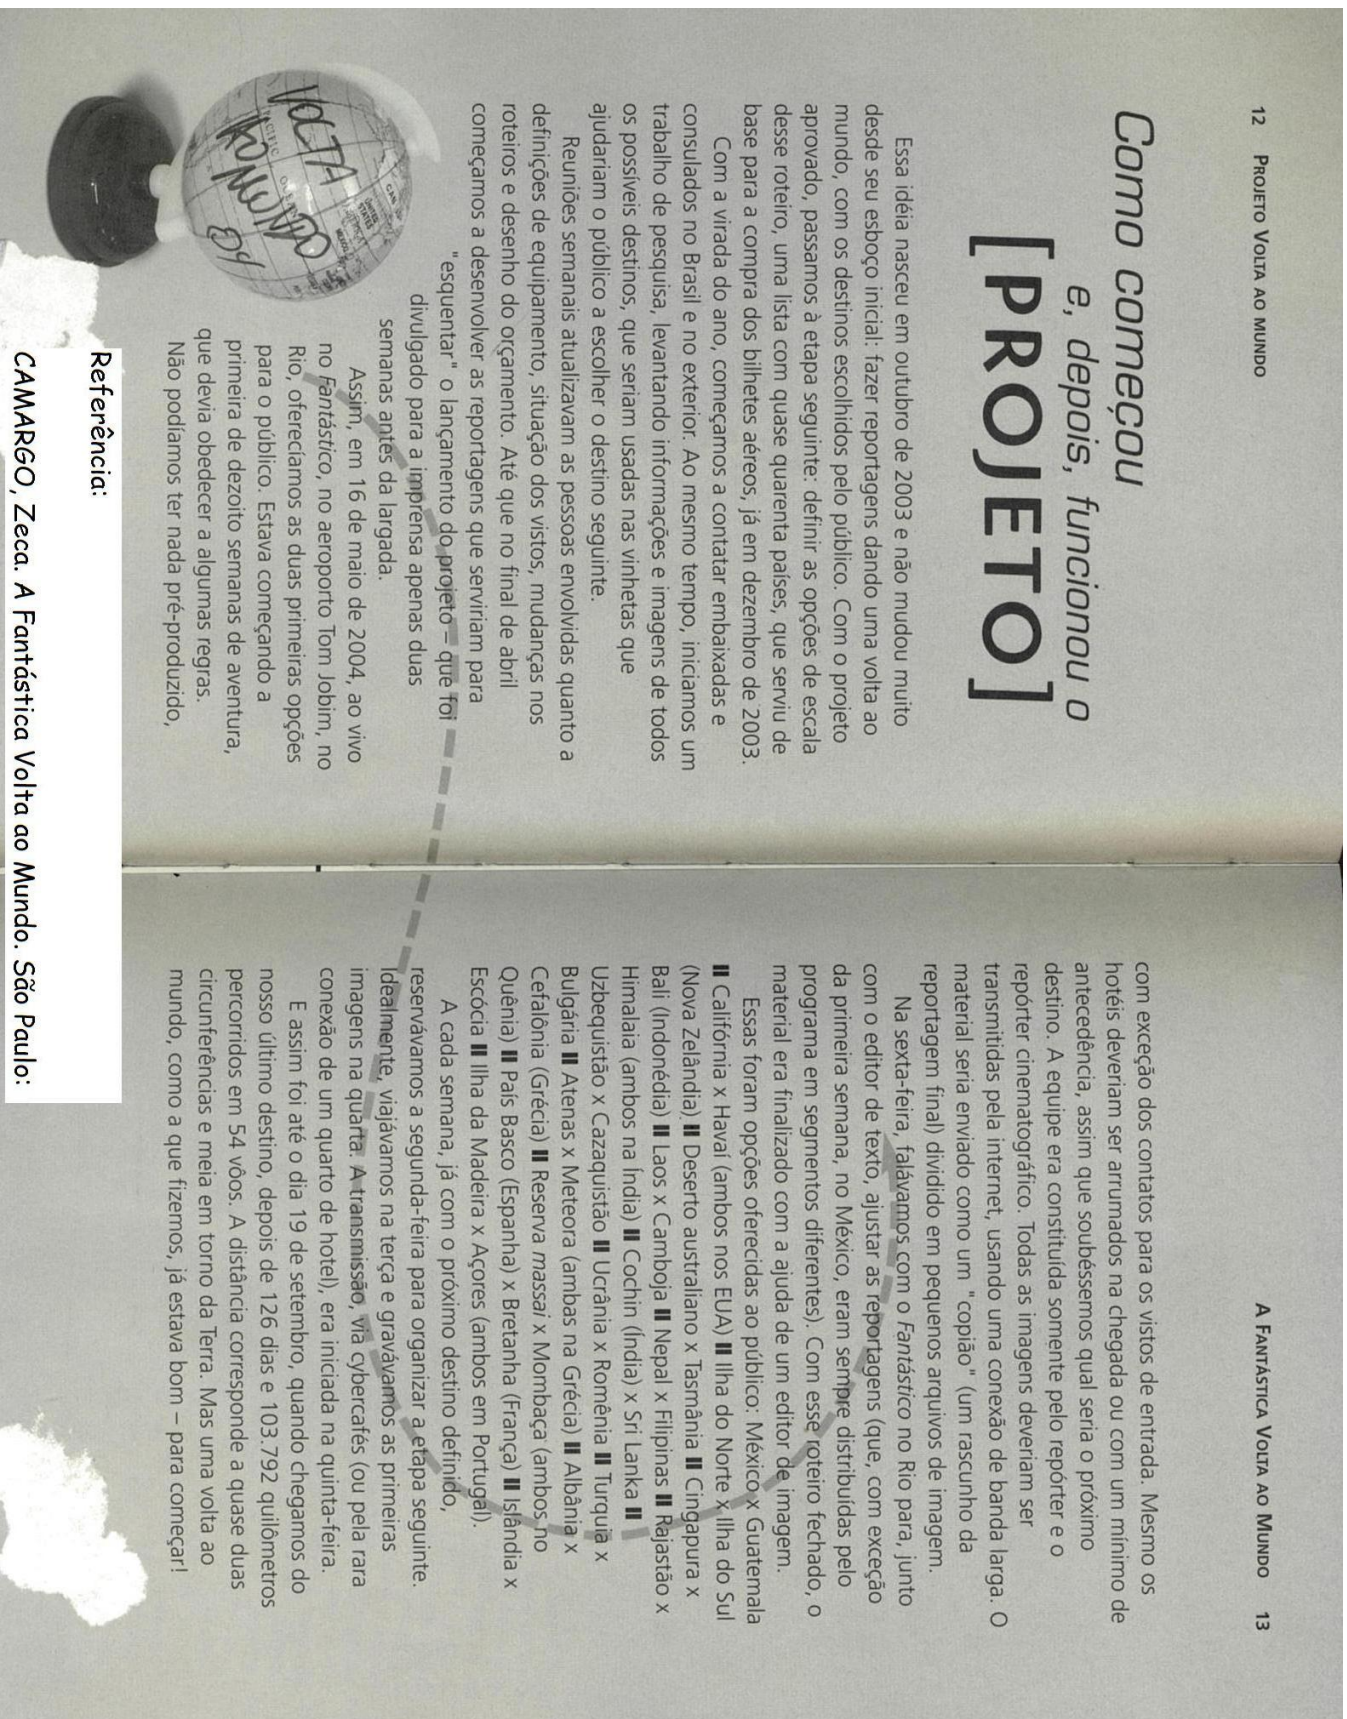 12 PROJETO VOLTA AO MUNDO
Como começou
e, depois, funcionou o
[PROJETO]
Essa idéia nasceu em outubro de 2003 e não mudou muito
desde seu esboço inicial: fazer reportagens dando uma volta ao
mundo, com os destinos escolhidos pelo público. Com o projeto
aprovado, passamos à etapa seguinte: definir as opções de escala
desse roteiro, uma lista com quase quarenta países, que serviu de
base para a compra dos bilhetes aéreos, já em dezembro de 2003.
Com a virada do ano, começamos a contatar embaixadas e
consulados no Brasil e no exterior. Ao mesmo tempo, iniciamos um
trabalho de pesquisa, levantando informações e imagens de todos
os possíveis destinos, que seriam usadas nas vinhetas que
ajudariam o público a escolher o destino seguinte.
Reuniões semanais atualizavam as pessoas envolvidas quanto a
definições de equipamento, situação dos vistos, mudanças nos
roteiros e desenho do orçamento. Até que no final de abril
começamos a desenvolver as reportagens que serviriam para
"esquentar" o lançamento do projeto – que foi
divulgado para a imprensa apenas duas
semanas antes da largada.
Assim, em 16 de maio de 2004, ao vivo
no Fantástico, no aeroporto Tom Jobim, no
Rio, oferecíamos as duas primeiras opções
para o público. Estava começando a
primeira de dezoito semanas de aventura,
que devia obedecer a algumas regras.
Não podíamos ter nada pré-produzido,
VOLTA
AO MUNDO
04
PACIFIC OCEAN
UNITED STATES
A FANTÁSTICA VOLTA AO MUNDO 13
com exceção dos contatos para os vistos de entrada. Mesmo os
hotéis deveriam ser arrumados na chegada ou com um mínimo de
antecedência, assim que soubéssemos qual seria o próximo
destino. A equipe era constituída somente pelo repórter e o
repórter cinematográfico. Todas as imagens deveriam ser
transmitidas pela internet, usando uma conexão de banda larga. O
material seria enviado como um "copião" (um rascunho da
reportagem final) dividido em pequenos arquivos de imagem.
Na sexta-feira, falávamos com o Fantástico no Rio para, junto
com o editor de texto, ajustar as reportagens (que, com exceção
da primeira semana, no México, eram sempre distribuídas pelo
programa em segmentos diferentes). Com esse roteiro fechado, o
material era finalizado com a ajuda de um editor de imagem.
Essas foram opções oferecidas ao público: México x Guatemala
II Califórnia x Havaí (ambos nos EUA) II Ilha do Norte x Ilha do Sul
(Nova Zelândia) II Deserto australiano x Tasmânia II Cingapura x
Bali (Indonédia) II Laos x Camboja II Nepal x Filipinas II Rajastão x
Himalaia (ambos na Índia) II Cochin (Índia) x Sri Lanka II
Uzbequistão x Cazaquistão II Ucrânia x Romênia II Turquia x
Bulgária II Atenas x Meteora (ambas na Grécia) II Albânia x
Cefalônia (Grécia) II Reserva massai x Mombaça (ambos no
Quênia) II País Basco (Espanha) x Bretanha (França) II Islândia x
Escócia II Ilha da Madeira x Açores (ambos em Portugal).
A cada semana, já com o próximo destino definido,
reservávamos a segunda-feira para organizar a etapa seguinte.
Idealmente, viajávamos na terça e gravávamos as primeiras
imagens na quarta. A transmissão, via cybercafés (ou pela rara
conexão de um quarto de hotel), era iniciada na quinta-feira.
E assim foi até o dia 19 de setembro, quando chegamos do
nosso último destino, depois de 126 dias e 103.792 quilômetros
percorridos em 54 vôos. A distância corresponde a quase duas
circunferências e meia em torno da Terra. Mas uma volta ao
mundo, como a que fizemos, já estava bom – para começar!
Referência:
CAMARGO, Zeca. A Fantástica Volta ao Mundo. São Paulo: